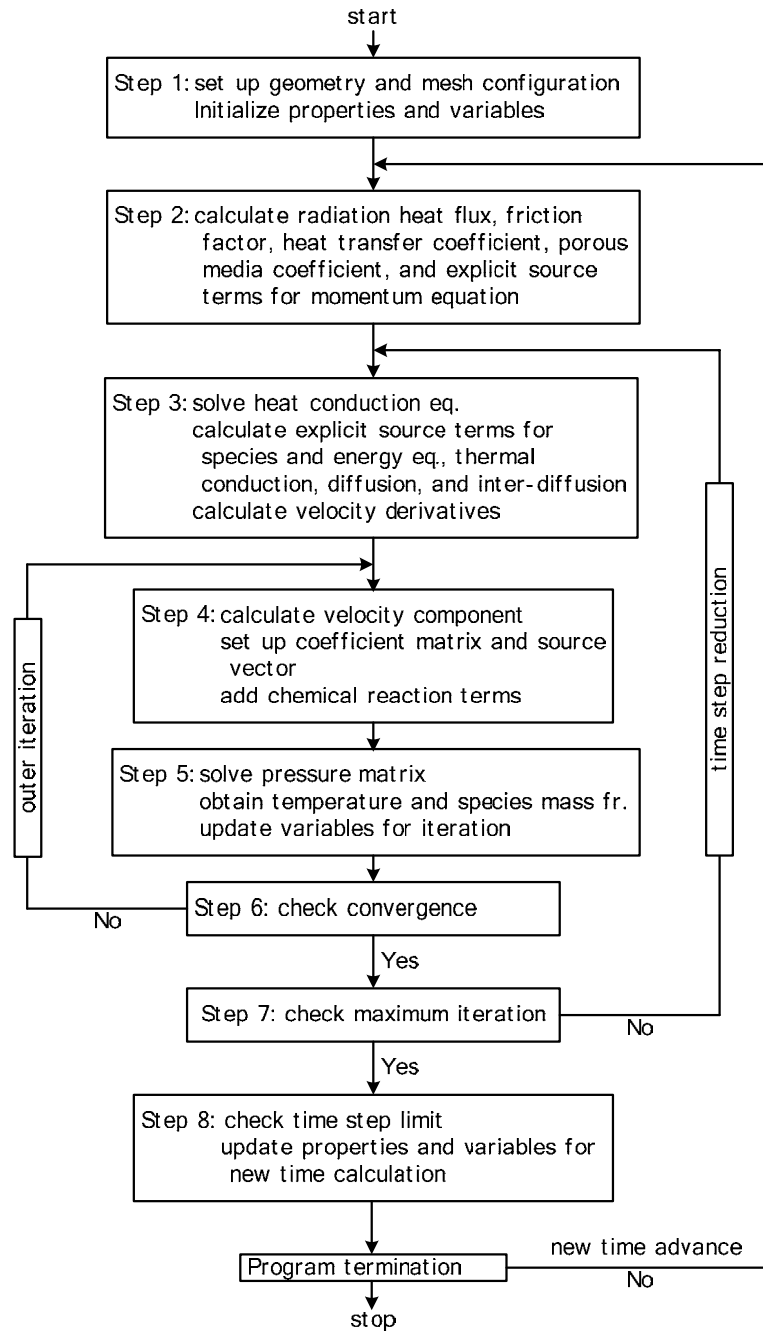 start
Step 1: set up geometry and mesh configuration
Initialize properties and variables
Step 2: calculate radiation heat flux, friction
factor, heat transfer coefficient, porous
media coefficient, and explicit source
terms for momentum equation
Step 3: solve heat conduction eq.
calculate explicit source terms for
species and energy eq., thermal
conduction, diffusion, and inter-diffusion
calculate velocity derivatives
Step 4: calculate velocity component
set up coefficient matrix and source
vector
add chemical reaction terms
Step 5: solve pressure matrix
obtain temperature and species mass fr.
update variables for iteration
outer iteration
time step reduction
Step 6: check convergence
No
Yes
Step 7: check maximum iteration
No
Yes
Step 8: check time step limit
update properties and variables for
new time calculation
Program termination
new time advance
No
stop